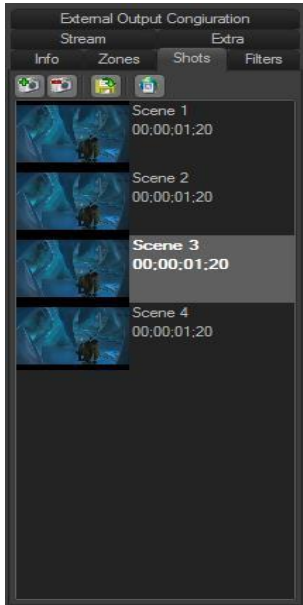 External Output Congiuration
Stream Extra
Info Zones Shots Filters
Scene 1
00;00;01;20
Scene 2
00;00;01;20
Scene 3
00;00;01;20
Scene 4
00;00;01;20